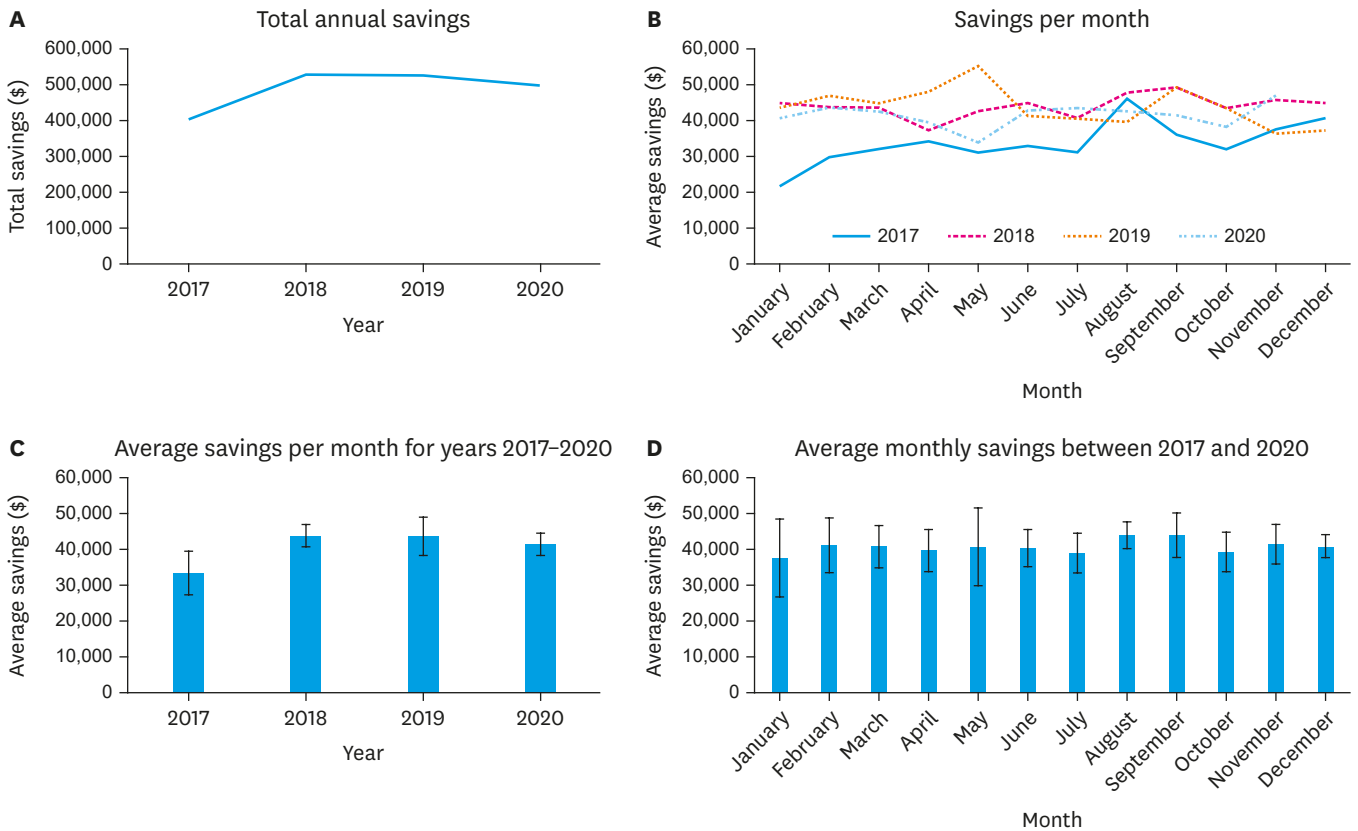 A
Total annual savings
Total savings ($)
600,000
500,000
400,000
300,000
200,000
100,000
0
2017
2018
2019
2020
Year
B
Savings per month
Average savings ($)
60,000
50,000
40,000
30,000
20,000
10,000
0
2017
2018
2019
2020
January
February
March
April
May
June
July
August
September
October
November
December
Month
C
Average savings per month for years 2017–2020
Average savings ($)
60,000
50,000
40,000
30,000
20,000
10,000
0
2017
2018
2019
2020
Year
D
Average monthly savings between 2017 and 2020
Average savings ($)
60,000
50,000
40,000
30,000
20,000
10,000
0
January
February
March
April
May
June
July
August
September
October
November
December
Month